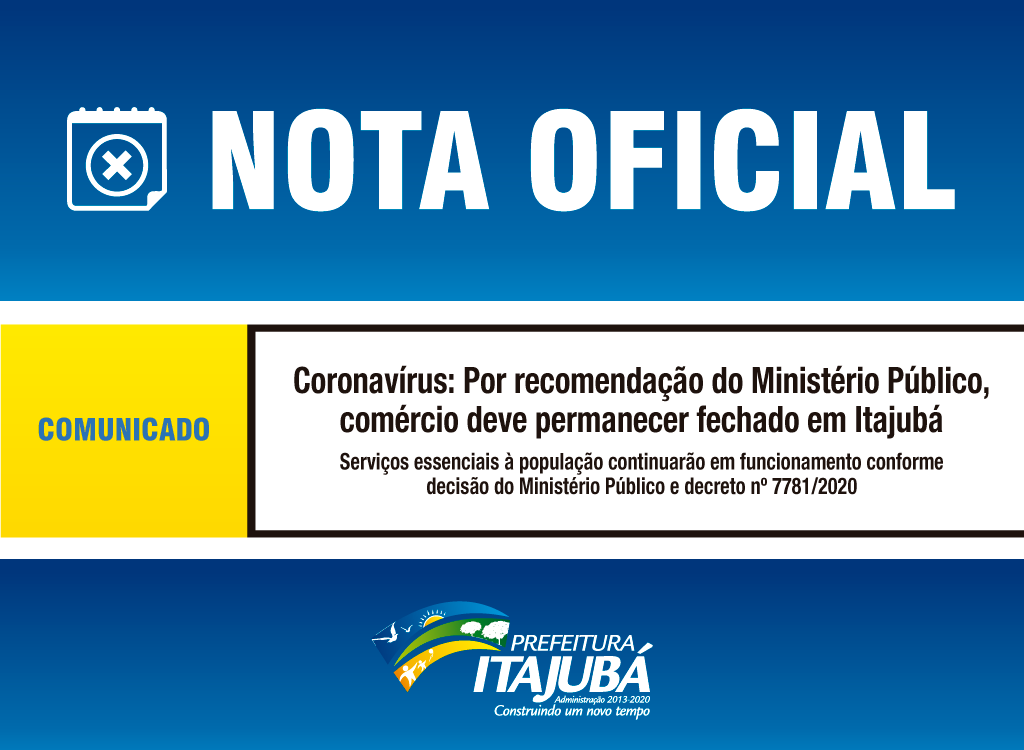 NOTA OFICIAL
COMUNICADO
Coronavírus: Por recomendação do Ministério Público,
comércio deve permanecer fechado em Itajubá
Serviços essenciais à população continuarão em funcionamento conforme
decisão do Ministério Público e decreto nº 7781/2020
PREFEITURA
ITAJUBÁ
Administração 2013-2020
Construindo um novo tempo